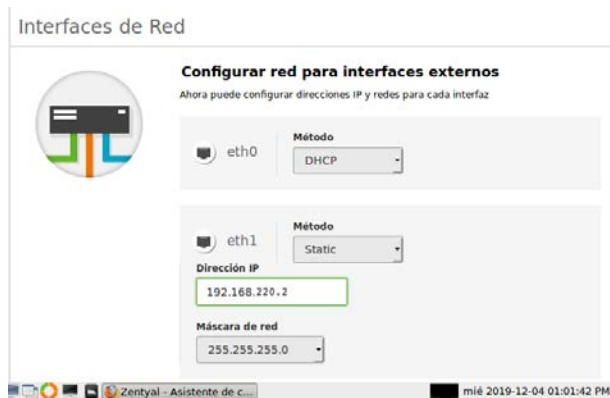 Interfaces de Red
Configurar red para interfaces externos
Ahora puede configurar direcciones IP y redes para cada interfaz
eth0
Método
DHCP
eth1
Método
Static
Dirección IP
192.168.220.2
Máscara de red
255.255.255.0
Zentyal - Asistente de c...
mié 2019-12-04 01:01:42 PM